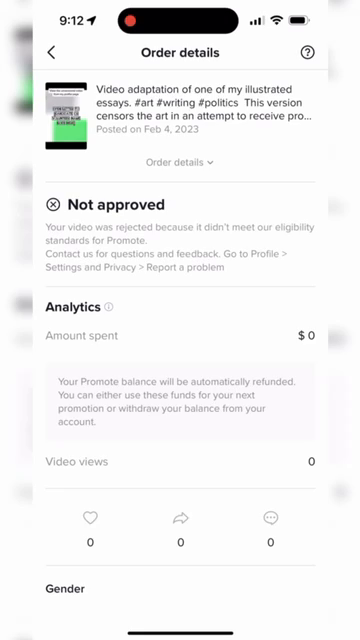 9:12
Order details
Video adaptation of one of my illustrated
essays. #art #writing #politics This version
censors the art in an attempt to receive pro...
Posted on Feb 4, 2023
Order details
Not approved
Your video was rejected because it didn't meet our eligibility
standards for Promote.
Contact us for questions and feedback. Go to Profile >
Settings and Privacy > Report a problem
Analytics
Amount spent
$ 0
Your Promote balance will be automatically refunded.
You can either use these funds for your next
promotion or withdraw your balance from your
account.
Video views
0
0
0
0
Gender